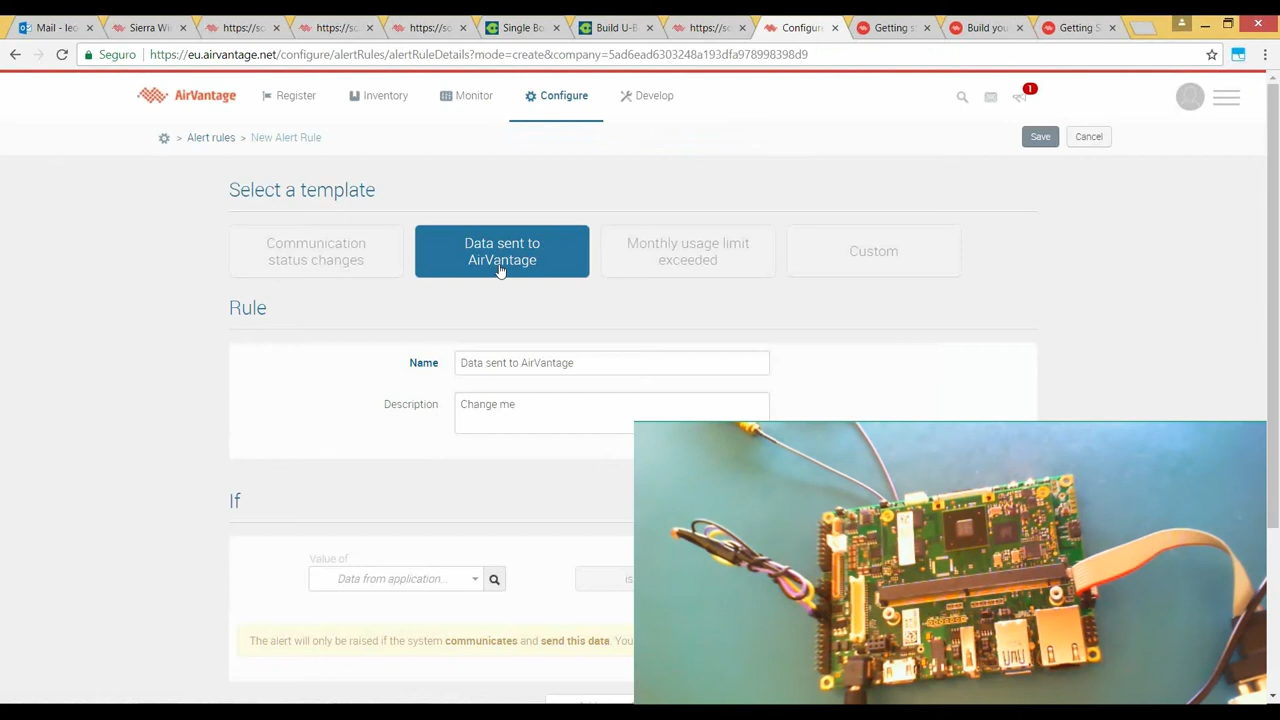 Mail - leo
Sierra Wi
https://sc
https://sc
https://so
Single Bo
Build U-B
https://sc
Configure
Getting s
Build you
Getting S
Seguro
https://eu.airvantage.net/configure/alertRules/alertRuleDetails?mode=create&company=5ad6ead6303248a193dfa978998398d9
AirVantage
Register
Inventory
Monitor
Configure
Develop
1
> Alert rules > New Alert Rule
Save
Cancel
Select a template
Communication
status changes
Data sent to
AirVantage
Monthly usage limit
exceeded
Custom
Rule
Name
Data sent to AirVantage
Description
Change me
If
Value of
Data from application...
is
The alert will only be raised if the system communicates and send this data. You